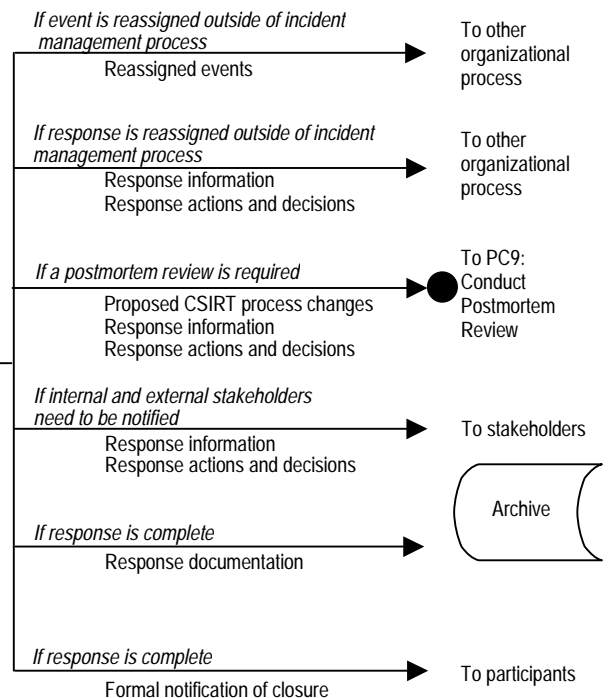 If event is reassigned outside of incident
management process
Reassigned events
To other
organizational
process
If response is reassigned outside of incident
management process
Response information
Response actions and decisions
To other
organizational
process
If a postmortem review is required
Proposed CSIRT process changes
Response information
Response actions and decisions
To PC9:
Conduct
Postmortem
Review
If internal and external stakeholders
need to be notified
Response information
Response actions and decisions
To stakeholders
Archive
If response is complete
Response documentation
If response is complete
Formal notification of closure
To participants